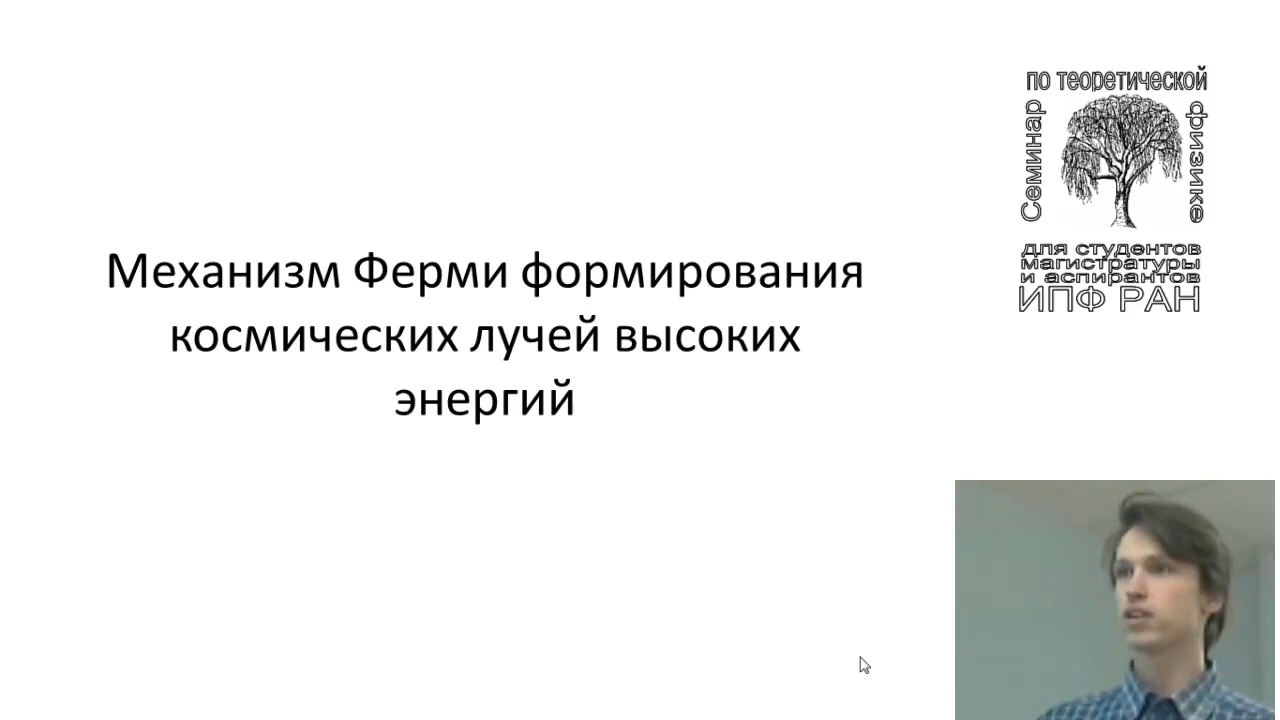 по теоретической
Семинар
физике
для студентов
магистратуры
и аспирантов
ИПФ РАН
Механизм Ферми формирования
космических лучей высоких
энергий